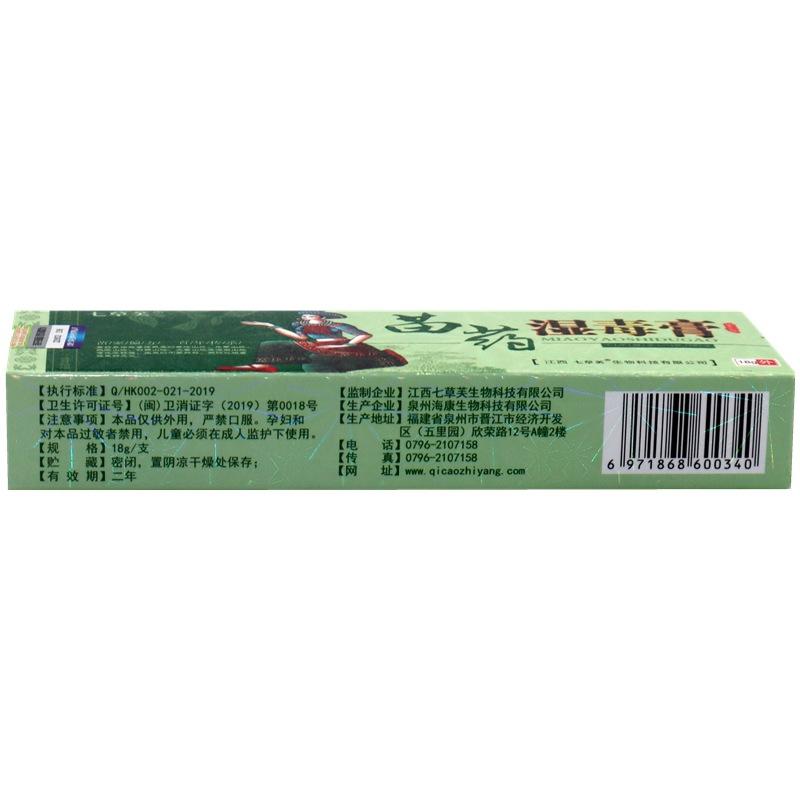 七草芙
苗药湿毒膏
MIAOYAOSHIDUGAO
[江西 七草芙®生物科技有限公司]
18g 外
【执行标准】Q/HK002-021-2019
【卫生许可证号】(闽)卫消证字(2019)第0018号
【注意事项】本品仅供外用，严禁口服。孕妇和
对本品过敏者禁用，儿童必须在成人监护下使用。
【规 格】18g/支
【贮 藏】密闭，置阴凉干燥处保存；
【有 效 期】二年
【监制企业】江西七草芙生物科技有限公司
【生产企业】泉州海康生物科技有限公司
【生产地址】福建省泉州市晋江市经济开发
区（五里园）欣荣路12号A幢2楼
【电 话】0796-2107158
【传 真】0796-2107158
【网 址】www.qicaozhiyang.com
6 971868 600340